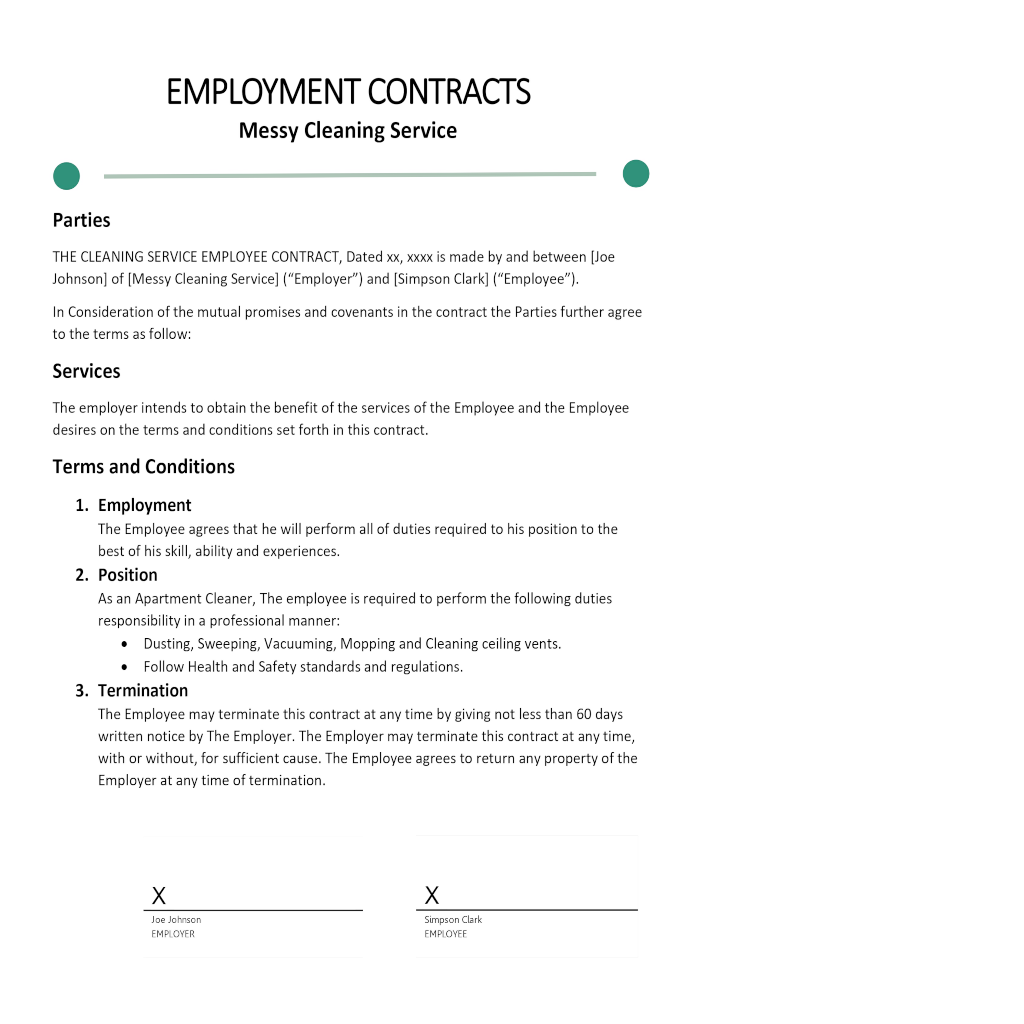 EMPLOYMENT CONTRACTS
Messy Cleaning Service
Parties
THE CLEANING SERVICE EMPLOYEE CONTRACT, Dated xx, xxxx is made by and between [Joe
Johnson] of [Messy Cleaning Service] (“Employer”) and [Simpson Clark] (“Employee”).
In Consideration of the mutual promises and covenants in the contract the Parties further agree
to the terms as follow:
Services
The employer intends to obtain the benefit of the services of the Employee and the Employee
desires on the terms and conditions set forth in this contract.
Terms and Conditions
1. Employment
The Employee agrees that he will perform all of duties required to his position to the
best of his skill, ability and experiences.
2. Position
As an Apartment Cleaner, The employee is required to perform the following duties
responsibility in a professional manner:
• Dusting, Sweeping, Vacuuming, Mopping and Cleaning ceiling vents.
• Follow Health and Safety standards and regulations.
3. Termination
The Employee may terminate this contract at any time by giving not less than 60 days
written notice by The Employer. The Employer may terminate this contract at any time,
with or without, for sufficient cause. The Employee agrees to return any property of the
Employer at any time of termination.
X
Joe Johnson
EMPLOYER
X
Simpson Clark
EMPLOYEE